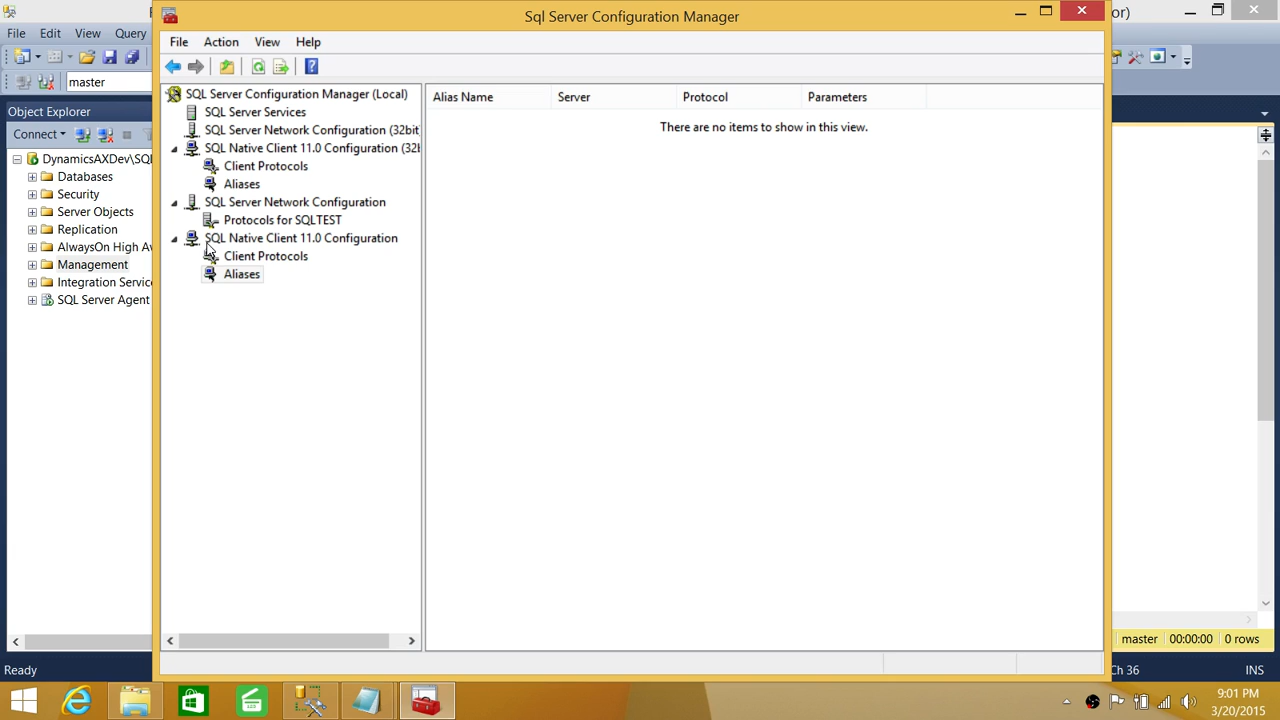 or)
File Edit View Query
master
Object Explorer
Connect
DynamicsAXDev\SQL
Databases
Security
Server Objects
Replication
AlwaysOn High Av
Management
Integration Servic
SQL Server Agent
Ready
Sql Server Configuration Manager
File Action View Help
SQL Server Configuration Manager (Local)
SQL Server Services
SQL Server Network Configuration (32bit
SQL Native Client 11.0 Configuration (32b
Client Protocols
Aliases
SQL Server Network Configuration
Protocols for SQLTEST
SQL Native Client 11.0 Configuration
Client Protocols
Aliases
Alias Name Server Protocol Parameters
There are no items to show in this view.
master 00:00:00 0 rows
Ch 36 INS
9:01 PM
3/20/2015